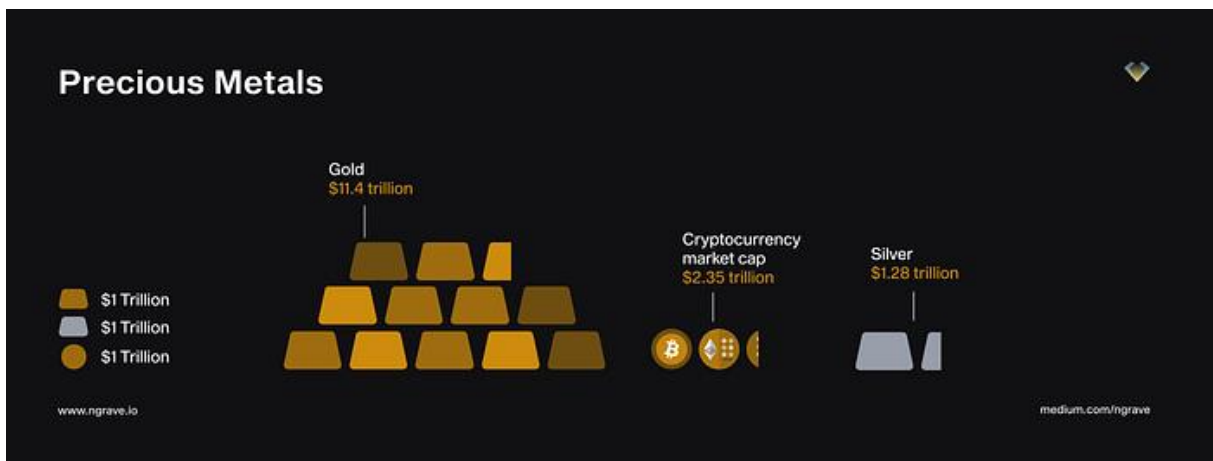 Precious Metals
Gold
$11.4 trillion
Cryptocurrency
market cap
$2.35 trillion
Silver
$1.28 trillion
$1 Trillion
$1 Trillion
$1 Trillion
www.ngrave.io
medium.com/ngrave